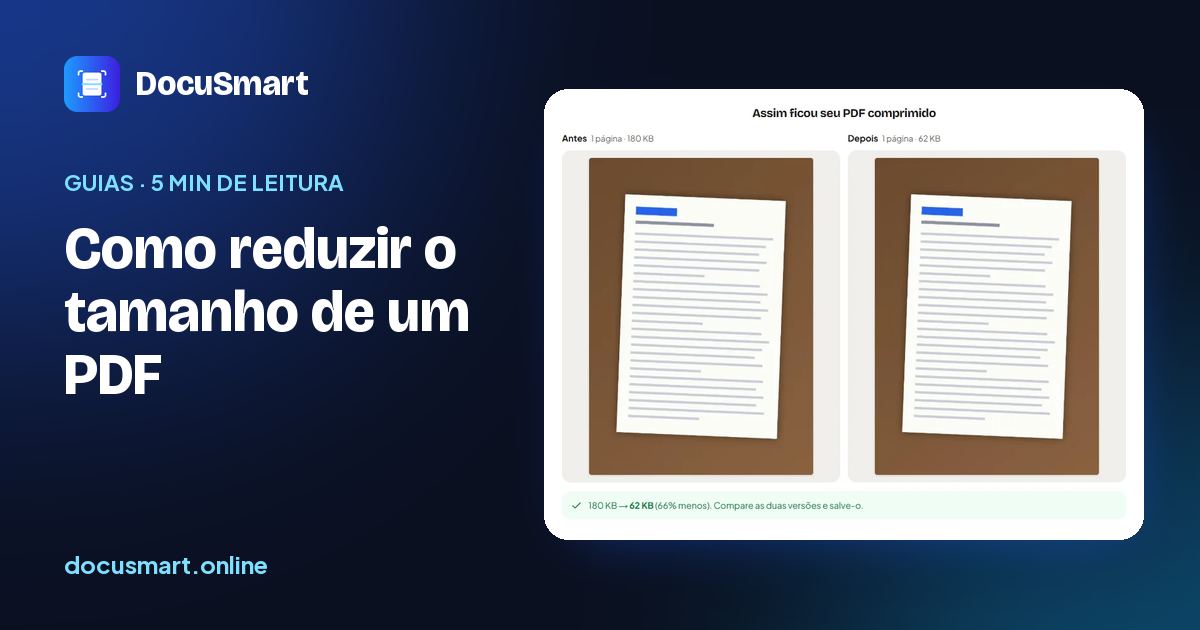 DocuSmart
GUIAS · 5 MIN DE LEITURA
Como reduzir o
tamanho de um
PDF
docusmart.online
Assim ficou seu PDF comprimido
Antes 1 página · 180 KB
Depois 1 página · 62 KB
180 KB → 62 KB (66% menos). Compare as duas versões e salve-o.